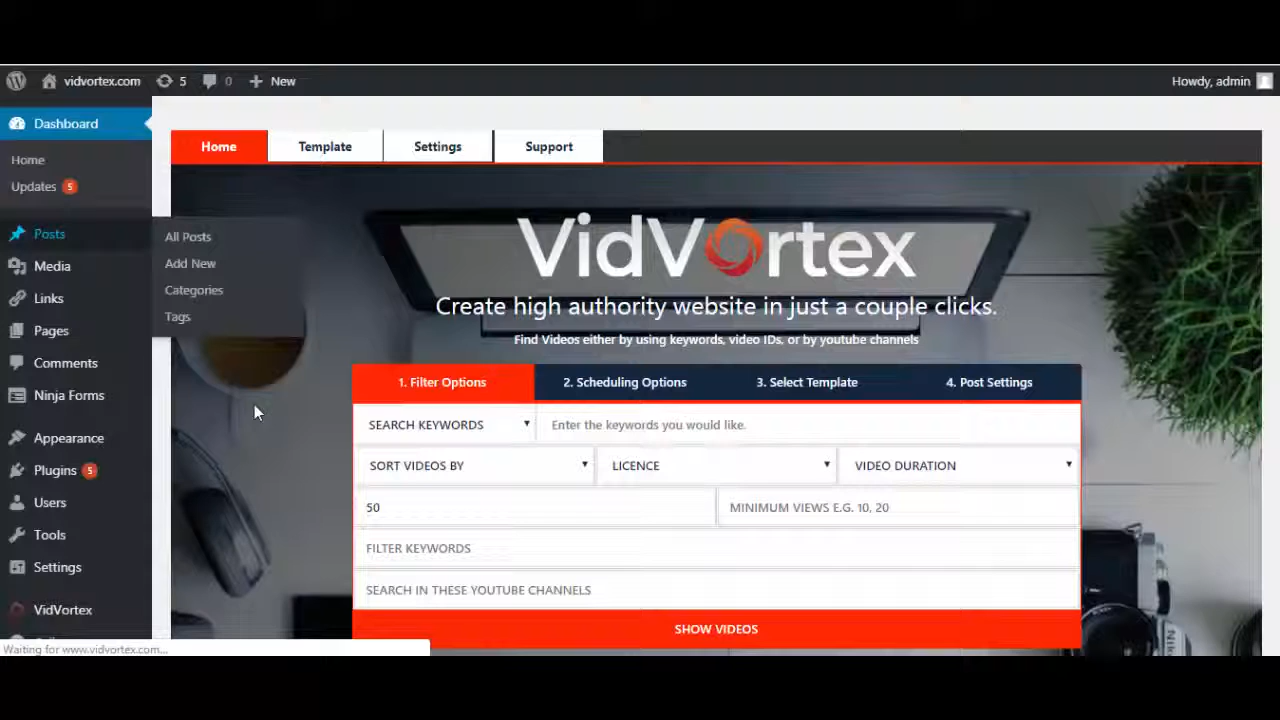 vidvortex.com 5 0 + New Howdy, admin
Dashboard
Home
Updates 5
Posts
Media
Links
Pages
Comments
Ninja Forms
Appearance
Plugins 5
Users
Tools
Settings
VidVortex
All Posts
Add New
Categories
Tags
Home Template Settings Support
VidVortex
Create high authority website in just a couple clicks.
Find Videos either by using keywords, video IDs, or by youtube channels
1. Filter Options 2. Scheduling Options 3. Select Template 4. Post Settings
SEARCH KEYWORDS Enter the keywords you would like.
SORT VIDEOS BY LICENCE VIDEO DURATION
50 MINIMUM VIEWS E.G. 10, 20
FILTER KEYWORDS
SEARCH IN THESE YOUTUBE CHANNELS
SHOW VIDEOS
Waiting for www.vidvortex.com...